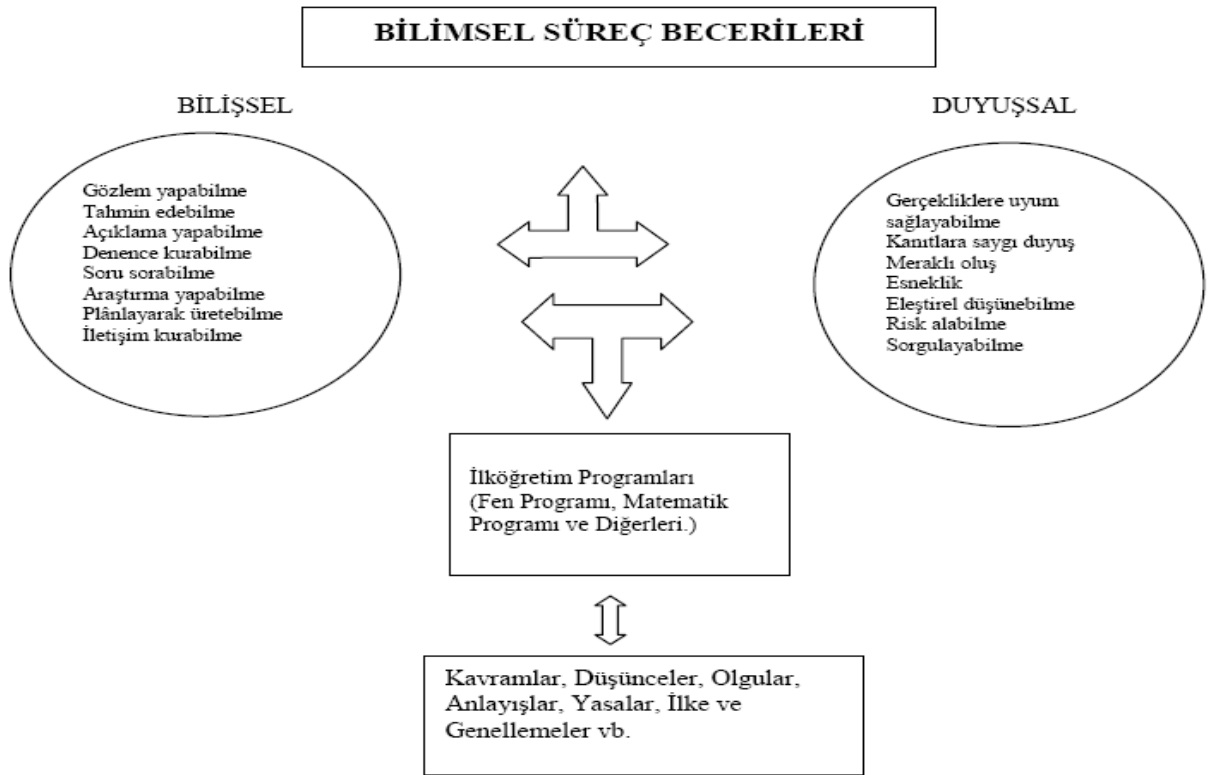 BİLİMSEL SÜREÇ BECERİLERİ
BİLİŞSEL
DUYUŞSAL
Gözlem yapabilme
Tahmin edebilme
Açıklama yapabilme
Denence kurabilme
Soru sorabilme
Araştırma yapabilme
Plânlayarak üretebilme
İletişim kurabilme
Gerçekliklere uyum
sağlayabilme
Kanıtlara saygı duyuş
Meraklı oluş
Esneklik
Eleştirel düşünebilme
Risk alabilme
Sorgulayabilme
İlköğretim Programları
(Fen Programı, Matematik
Programı ve Diğerleri.)
Kavramlar, Düşünceler, Olgular,
Anlayışlar, Yasalar, İlke ve
Genellemeler vb.